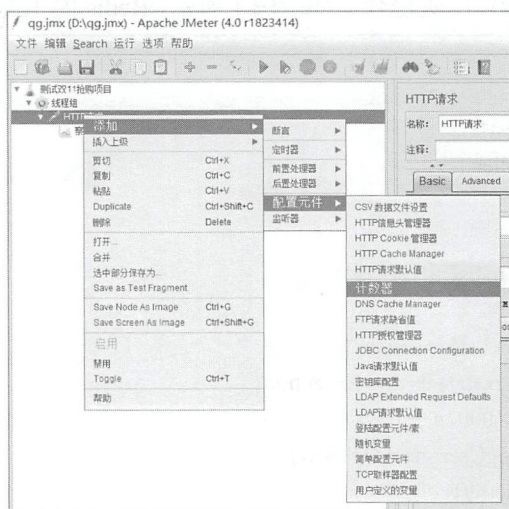 qg.jmx (D:\qg.jmx) - Apache JMeter (4.0 r1823414)
文件 编辑 Search 运行 选项 帮助
测试双11抢购项目
线程组
HTTP请求
添加
插入上级
剪切 Ctrl+X
复制 Ctrl+C
粘贴 Ctrl+V
Duplicate Ctrl+Shift+C
删除 Delete
打开...
合并
选中部分保存为...
Save as Test Fragment
Save Node As Image Ctrl+G
Save Screen As Image Ctrl+Shift+G
启用
禁用
Toggle Ctrl+T
帮助
断言
定时器
前置处理器
后置处理器
配置元件
监听器
CSV 数据文件设置
HTTP信息头管理器
HTTP Cookie 管理器
HTTP Cache Manager
HTTP请求默认值
计数器
DNS Cache Manager
FTP请求缺省值
HTTP授权管理器
JDBC Connection Configuration
Java请求默认值
密钥库配置
LDAP Extended Request Defaults
LDAP请求默认值
登陆配置元件/素
随机变量
简单配置元件
TCP取样器配置
用户定义的变量
HTTP请求
名称: HTTP请求
注释:
Basic Advanced